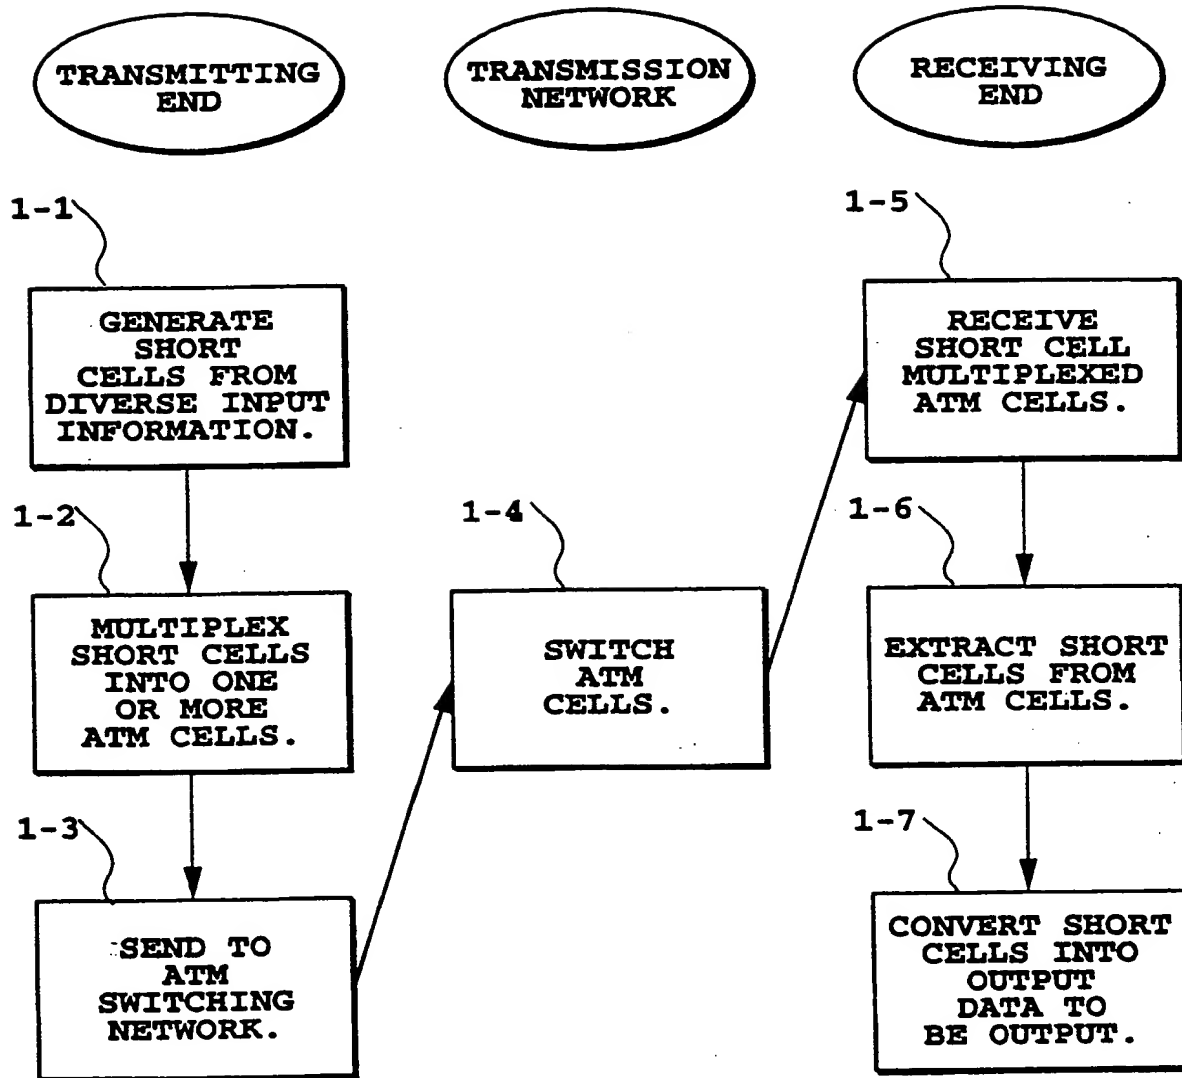 TRANSMITTING
END
TRANSMISSION
NETWORK
RECEIVING
END
1-1
GENERATE
SHORT
CELLS FROM
DIVERSE INPUT
INFORMATION.
1-2
MULTIPLEX
SHORT CELLS
INTO ONE
OR MORE
ATM CELLS.
1-3
SEND TO
ATM
SWITCHING
NETWORK.
1-4
SWITCH
ATM
CELLS.
1-5
RECEIVE
SHORT CELL
MULTIPLEXED
ATM CELLS.
1-6
EXTRACT SHORT
CELLS FROM
ATM CELLS.
1-7
CONVERT SHORT
CELLS INTO
OUTPUT
DATA TO
BE OUTPUT.